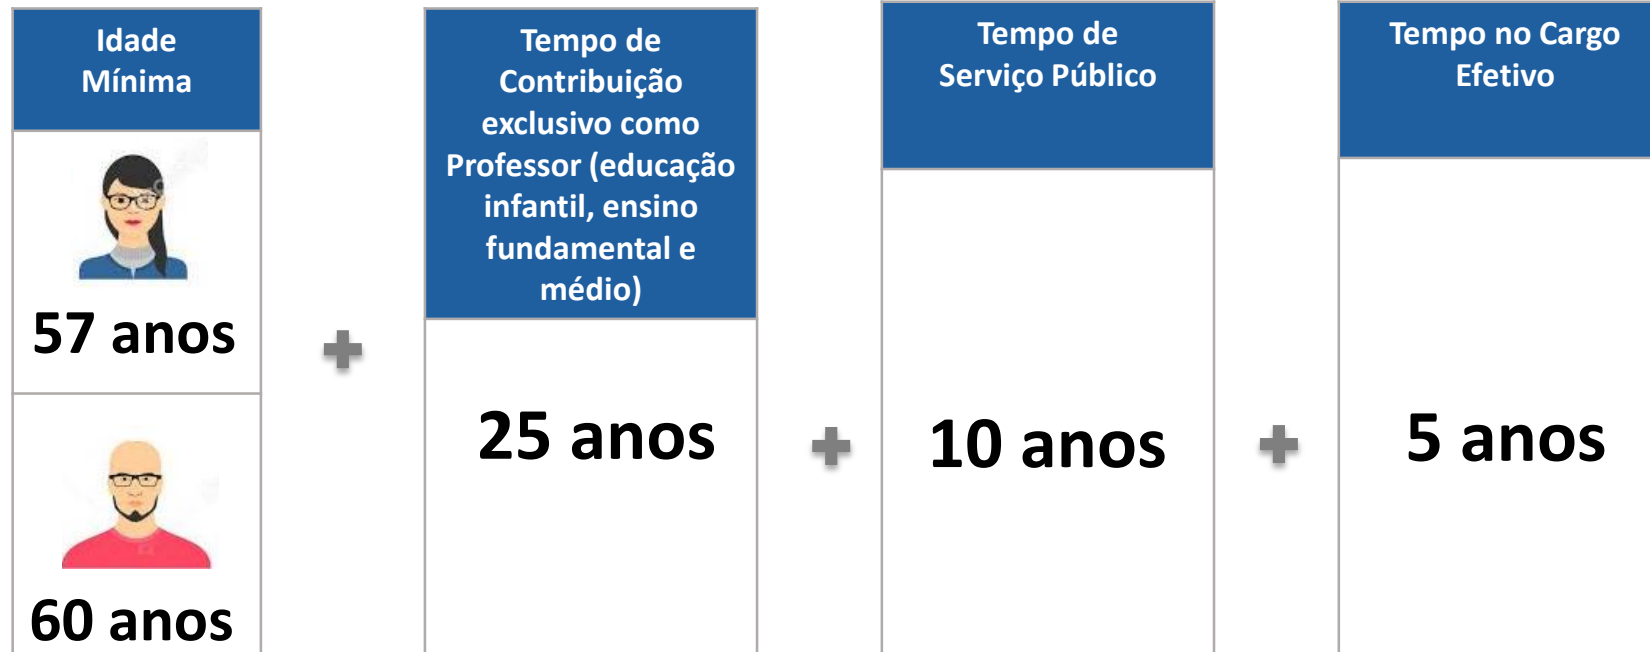 Idade
Mínima
57 anos
60 anos
Tempo de
Contribuição
exclusivo como
Professor (educação
infantil, ensino
fundamental e
médio)
25 anos
Tempo de
Serviço Público
10 anos
Tempo no Cargo
Efetivo
5 anos